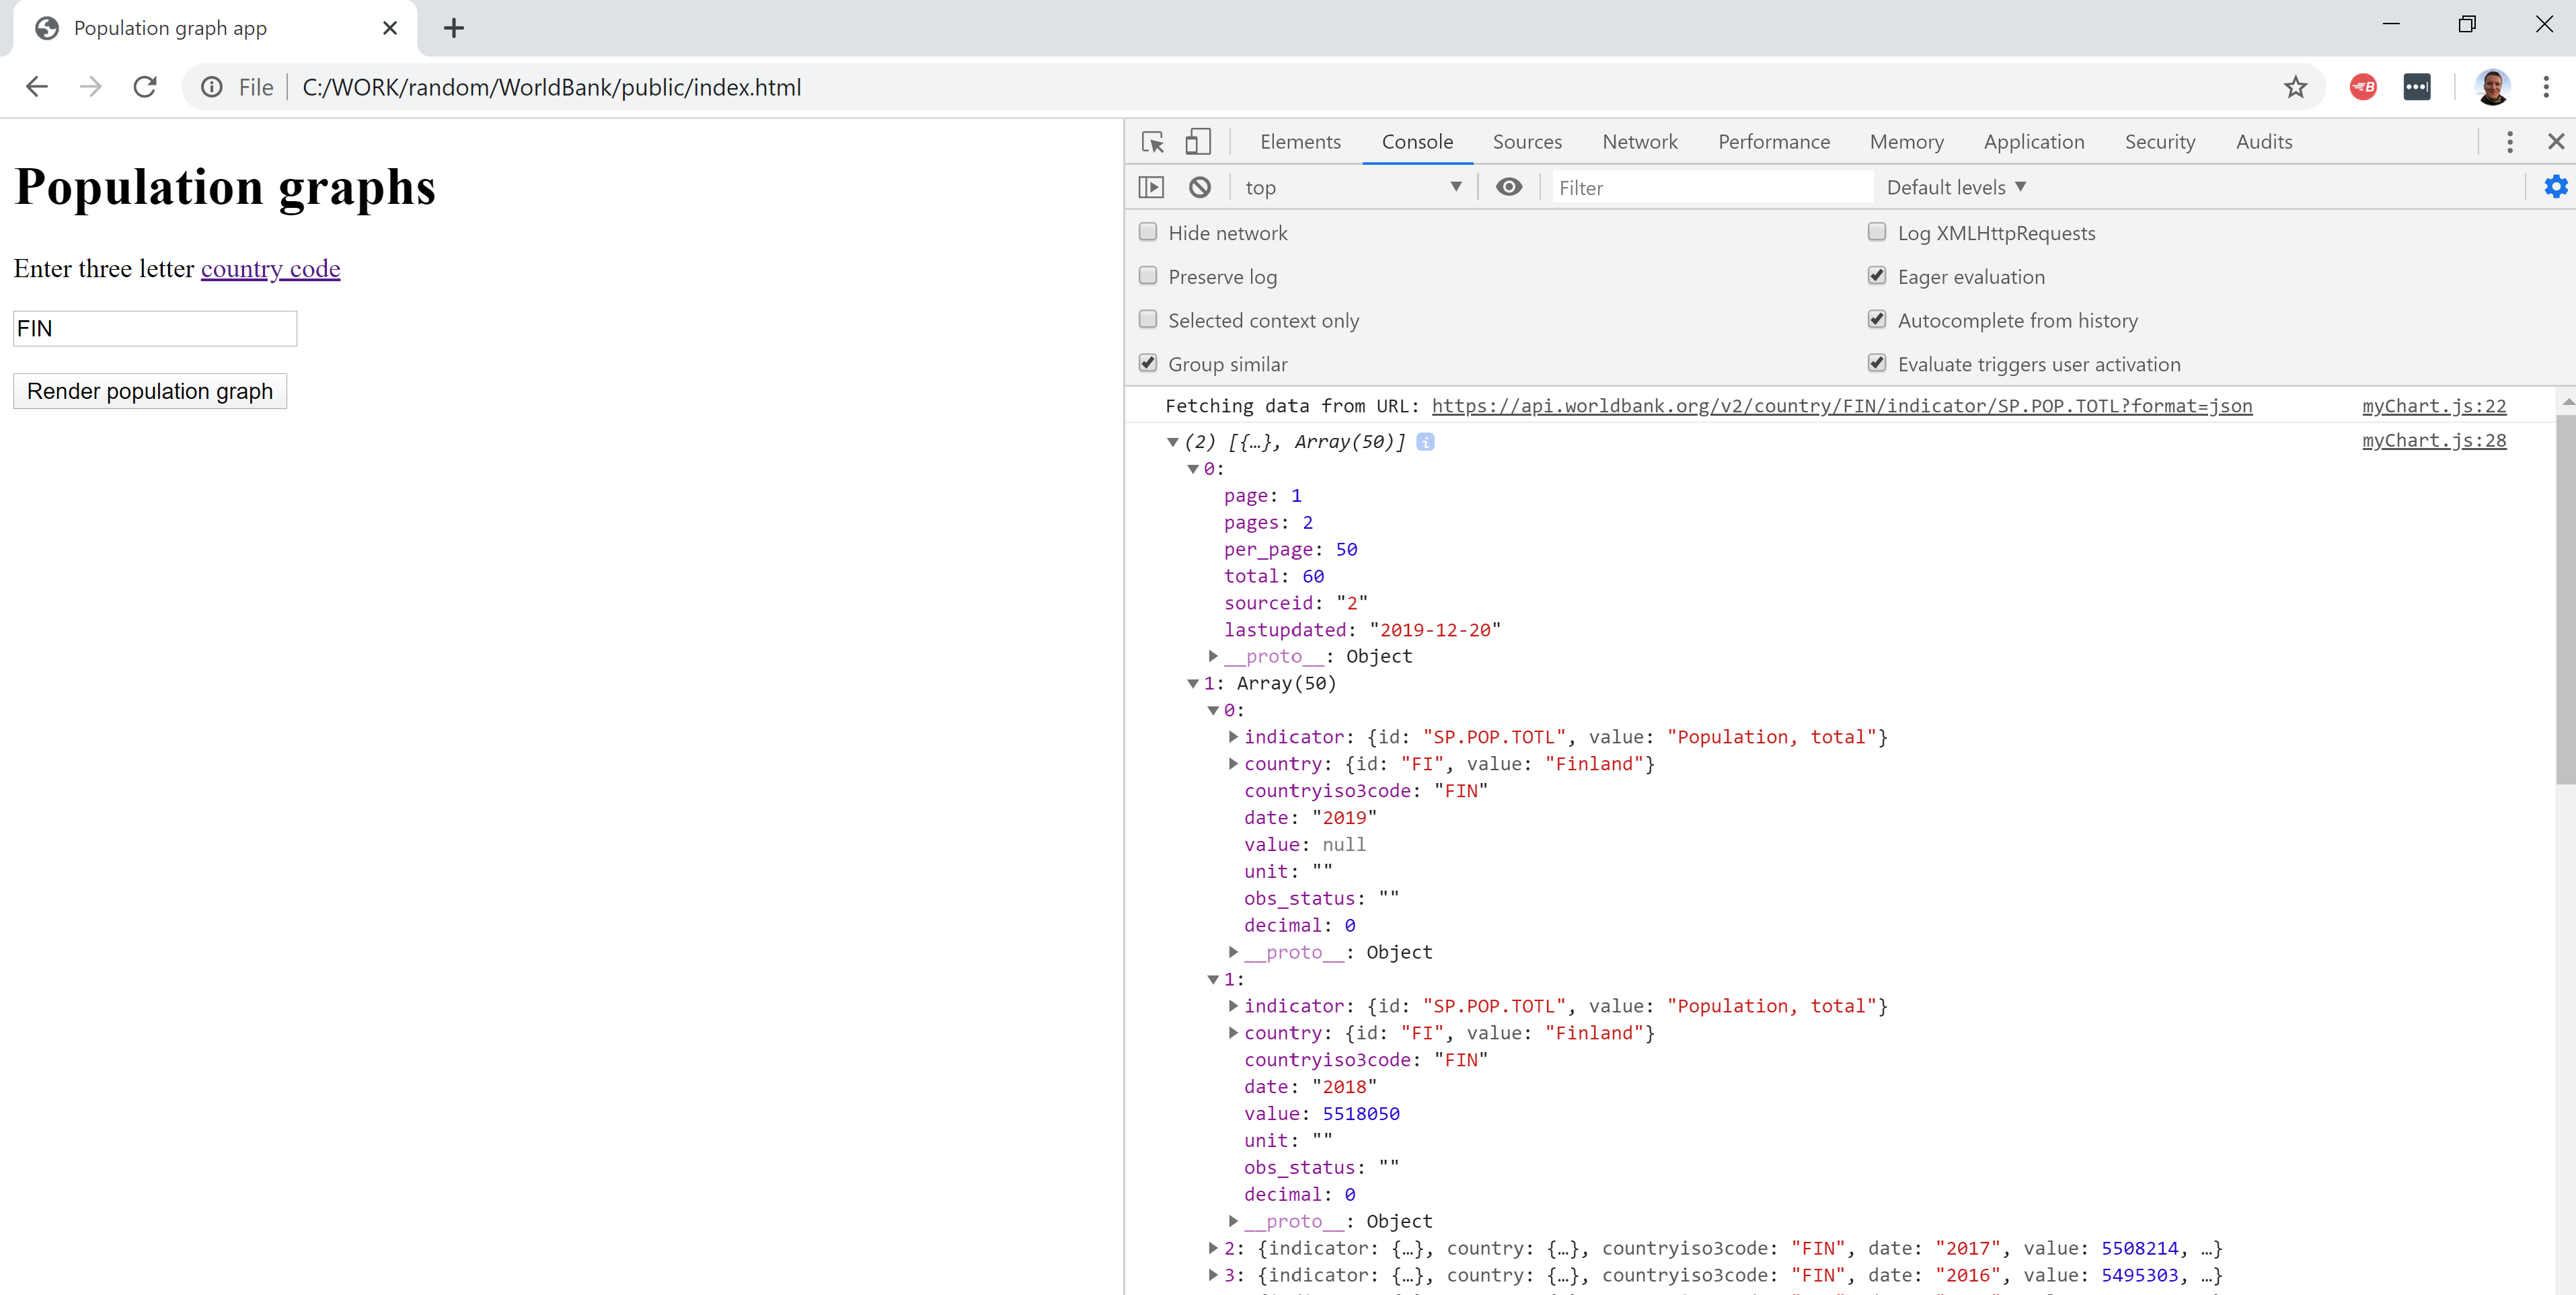 Population graph app
File C:/WORK/random/WorldBank/public/index.html
Population graphs
Enter three letter country code
FIN
Render population graph
Elements Console Sources Network Performance Memory Application Security Audits
top Filter Default levels
Hide network Log XMLHttpRequests
Preserve log Eager evaluation
Selected context only Autocomplete from history
Group similar Evaluate triggers user activation
Fetching data from URL: https://api.worldbank.org/v2/country/FIN/indicator/SP.POP.TOTL?format=json myChart.js:22
(2) [{…}, Array(50)] i myChart.js:28
0:
page: 1
pages: 2
per_page: 50
total: 60
sourceid: "2"
lastupdated: "2019-12-20"
__proto__: Object
1: Array(50)
0:
indicator: {id: "SP.POP.TOTL", value: "Population, total"}
country: {id: "FI", value: "Finland"}
countryiso3code: "FIN"
date: "2019"
value: null
unit: ""
obs_status: ""
decimal: 0
__proto__: Object
1:
indicator: {id: "SP.POP.TOTL", value: "Population, total"}
country: {id: "FI", value: "Finland"}
countryiso3code: "FIN"
date: "2018"
value: 5518050
unit: ""
obs_status: ""
decimal: 0
__proto__: Object
2: {indicator: {…}, country: {…}, countryiso3code: "FIN", date: "2017", value: 5508214, …}
3: {indicator: {…}, country: {…}, countryiso3code: "FIN", date: "2016", value: 5495303, …}